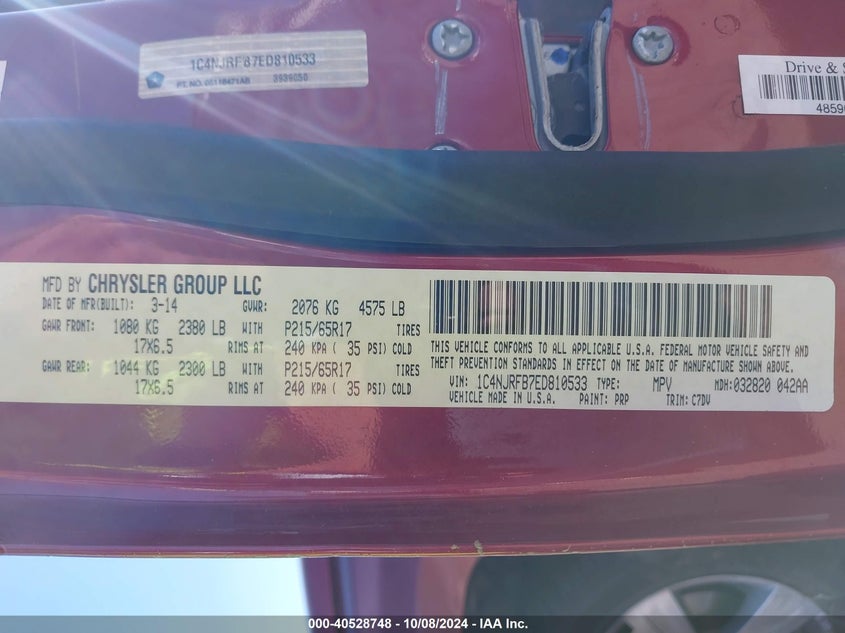 1C4NJRFB7ED810533
3939050
Drive & S
4859
MFD BY CHRYSLER GROUP LLC
DATE OF MFR(BUILT): 3-14 GVWR: 2076 KG 4575 LB
GAWR FRONT: 1080 KG 2380 LB WITH P215/65R17 TIRES
17X6.5 RIMS AT 240 KPA ( 35 PSI) COLD
GAWR REAR: 1044 KG 2300 LB WITH P215/65R17 TIRES
17X6.5 RIMS AT 240 KPA ( 35 PSI) COLD
THIS VEHICLE CONFORMS TO ALL APPLICABLE U.S.A. FEDERAL MOTOR VEHICLE SAFETY AND
THEFT PREVENTION STANDARDS IN EFFECT ON THE DATE OF MANUFACTURE SHOWN ABOVE.
VIN: 1C4NJRFB7ED810533 TYPE: MPV MDH: 032820 042AA
VEHICLE MADE IN U.S.A. PAINT: PRP TRIM: C7DV
000-40528748 - 10/08/2024 - IAA Inc.